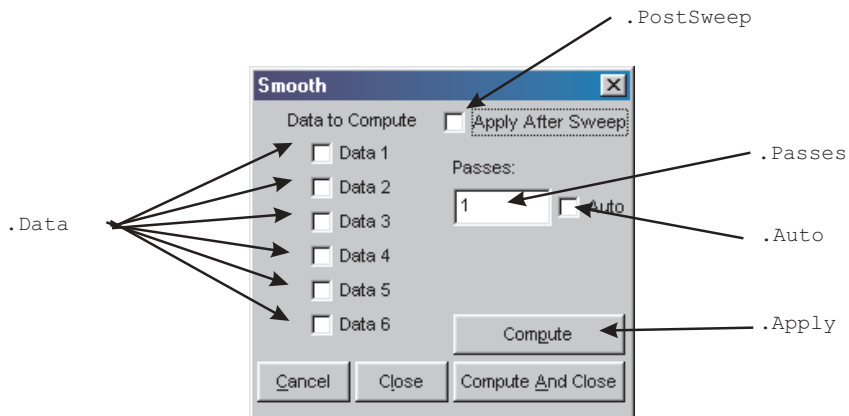 .PostSweep
Smooth
Data to Compute
Apply After Sweep
Data 1
Data 2
Data 3
Data 4
Data 5
Data 6
.Data
Passes:
1
Auto
.Passes
.Auto
Compute
.Apply
Cancel
Close
Compute And Close